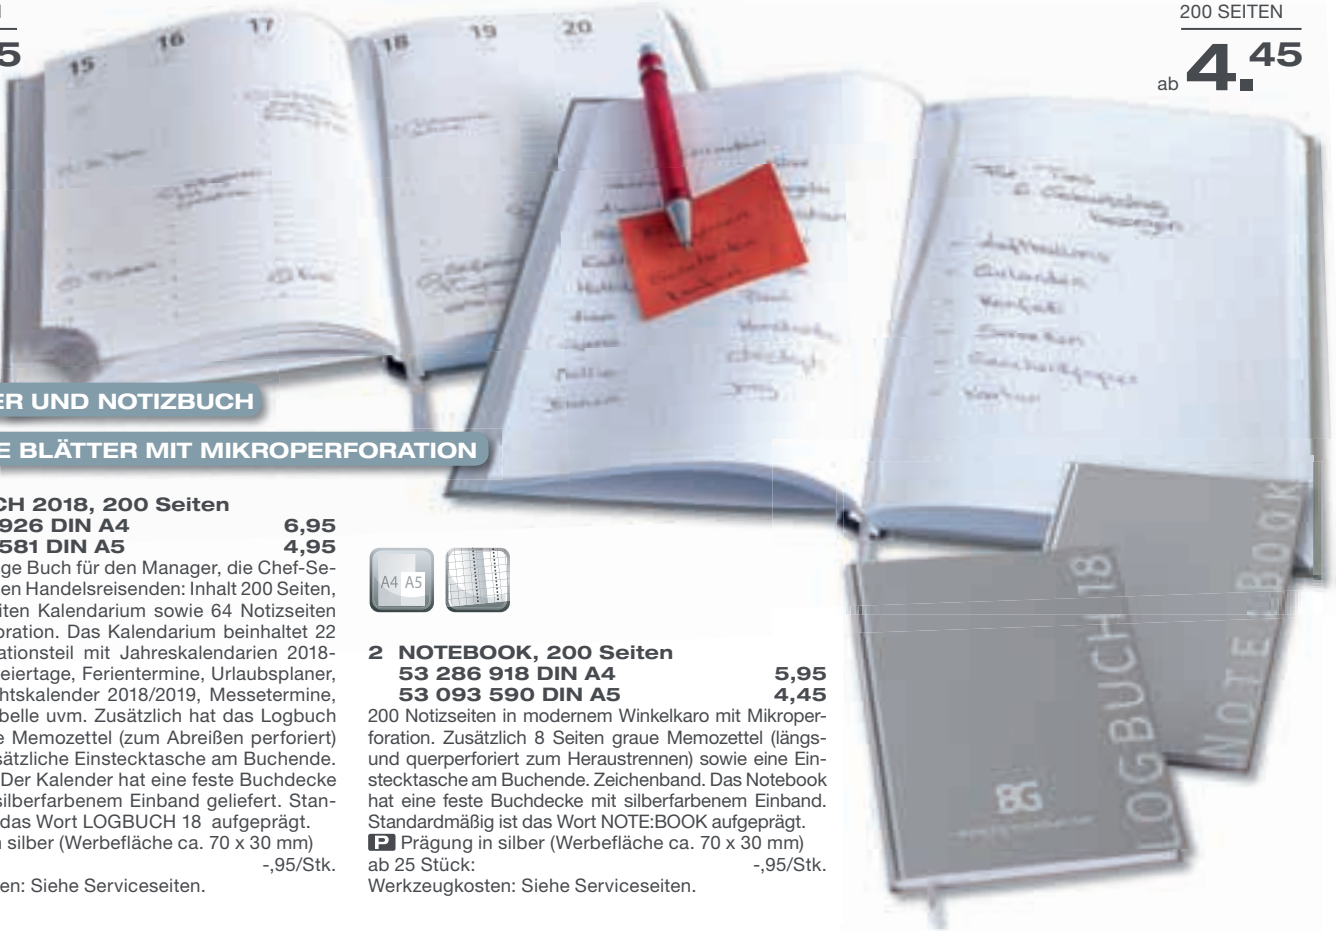 5
200 SEITEN
ab 4.45
15 16 17 18 19 20
ER UND NOTIZBUCH
E BLÄTTER MIT MIKROPERFORATION
CH 2018, 200 Seiten
926 DIN A4 6,95
581 DIN A5 4,95
ge Buch für den Manager, die Chef-Se-
en Handelsreisenden: Inhalt 200 Seiten,
iten Kalendarium sowie 64 Notizseiten
oration. Das Kalendarium beinhaltet 22
ationsteil mit Jahreskalendarien 2018-
eiertage, Ferientermine, Urlaubsplaner,
htskalender 2018/2019, Messetermine,
belle uvm. Zusätzlich hat das Logbuch
e Memozettel (zum Abreißen perforiert)
sätzliche Einstecktasche am Buchende.
Der Kalender hat eine feste Buchdecke
silberfarbenem Einband geliefert. Stan-
das Wort LOGBUCH 18 aufgeprägt.
n silber (Werbefläche ca. 70 x 30 mm)
-,95/Stk.
en: Siehe Serviceseiten.
A4 A5
2 NOTEBOOK, 200 Seiten
53 286 918 DIN A4 5,95
53 093 590 DIN A5 4,45
200 Notizseiten in modernem Winkelkaro mit Mikroper-
foration. Zusätzlich 8 Seiten graue Memozettel (längs-
und querperforiert zum Heraustrennen) sowie eine Ein-
stecktasche am Buchende. Zeichenband. Das Notebook
hat eine feste Buchdecke mit silberfarbenem Einband.
Standardmäßig ist das Wort NOTE:BOOK aufgeprägt.
P Prägung in silber (Werbefläche ca. 70 x 30 mm)
ab 25 Stück: -,95/Stk.
Werkzeugkosten: Siehe Serviceseiten.
LOGBUCH 18
BG
NOTE:BOOK